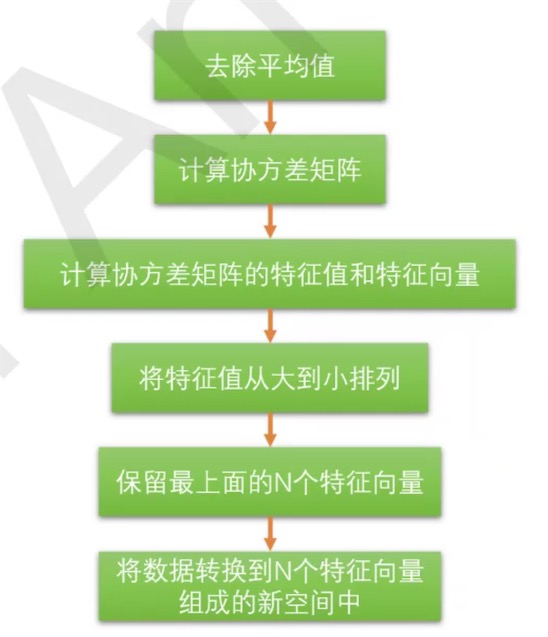 去除平均值
计算协方差矩阵
计算协方差矩阵的特征值和特征向量
将特征值从大到小排列
保留最上面的N个特征向量
将数据转换到N个特征向量
组成的新空间中